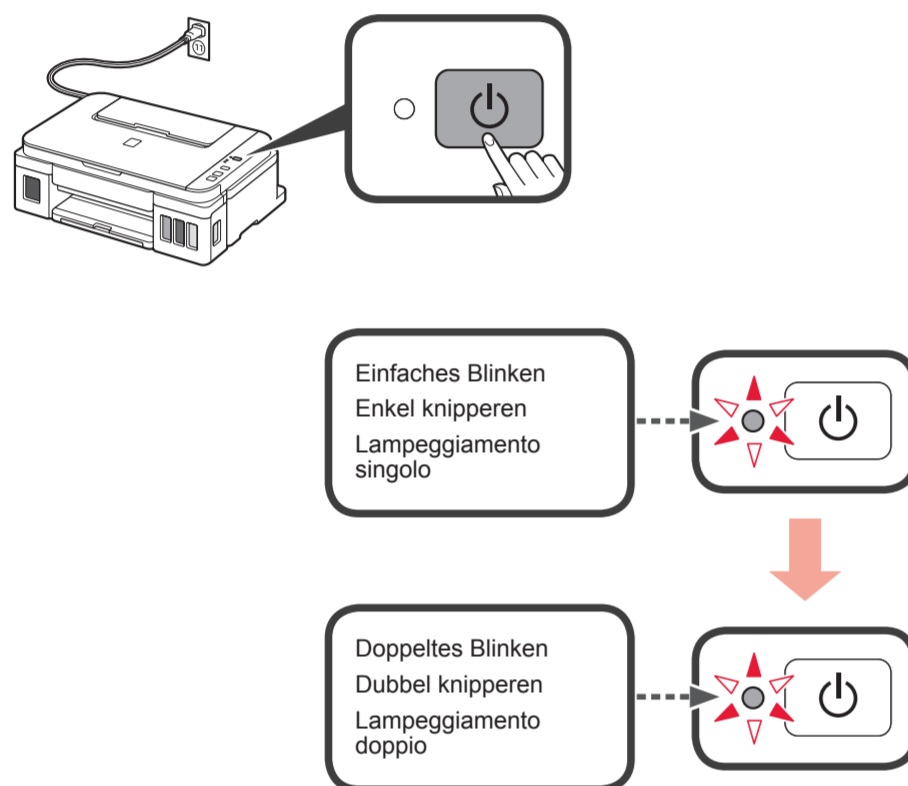 Einfaches Blinken
Enkel knipperen
Lampeggiamento
singolo
Doppeltes Blinken
Dubbel knipperen
Lampeggiamento
doppio